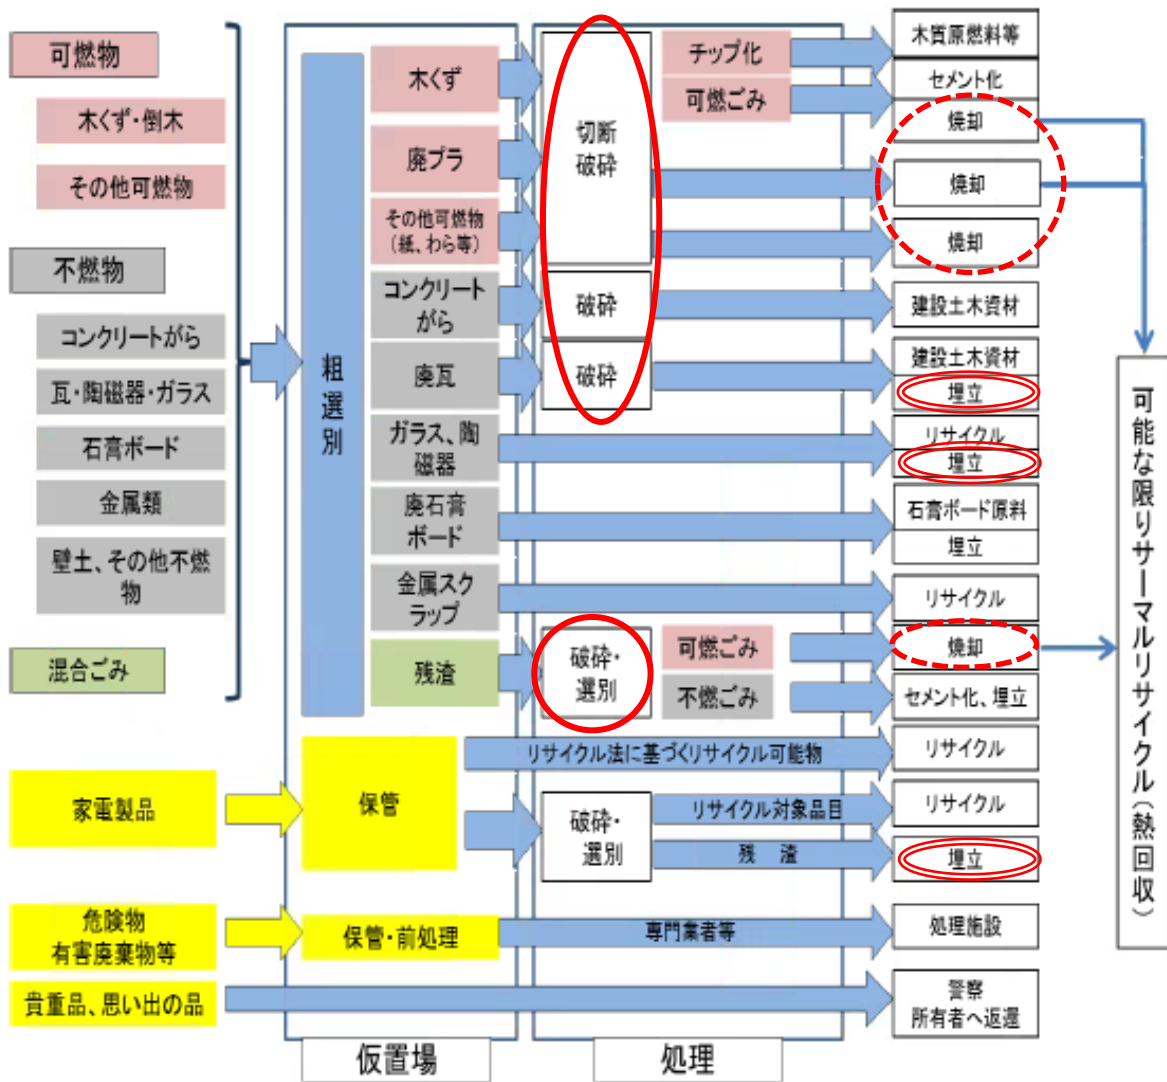 可燃物
木くず・倒木
その他可燃物
不燃物
コンクリートがら
瓦・陶磁器・ガラス
石膏ボード
金属類
壁土、その他不燃
物
混合ごみ
家電製品
危険物
有害廃棄物等
貴重品、思い出の品
粗選別
木くず
廃プラ
その他可燃物
(紙、わら等)
コンクリート
がら
廃瓦
ガラス、陶
磁器
廃石膏
ボード
金属スク
ラップ
残渣
保管
保管・前処理
仮置場
切断
破砕
破砕
破砕
破砕・
選別
破砕・
選別
チップ化
可燃ごみ
可燃ごみ
不燃ごみ
リサイクル法に基づくリサイクル可能物
リサイクル対象品目
残 渣
専門業者等
処理
木質原燃料等
セメント化
焼却
焼却
焼却
建設土木資材
建設土木資材
埋立
リサイクル
埋立
石膏ボード原料
埋立
リサイクル
焼却
セメント化、埋立
リサイクル
リサイクル
埋立
処理施設
警察
所有者へ返還
可能な限りサーマルリサイクル(熱回収)